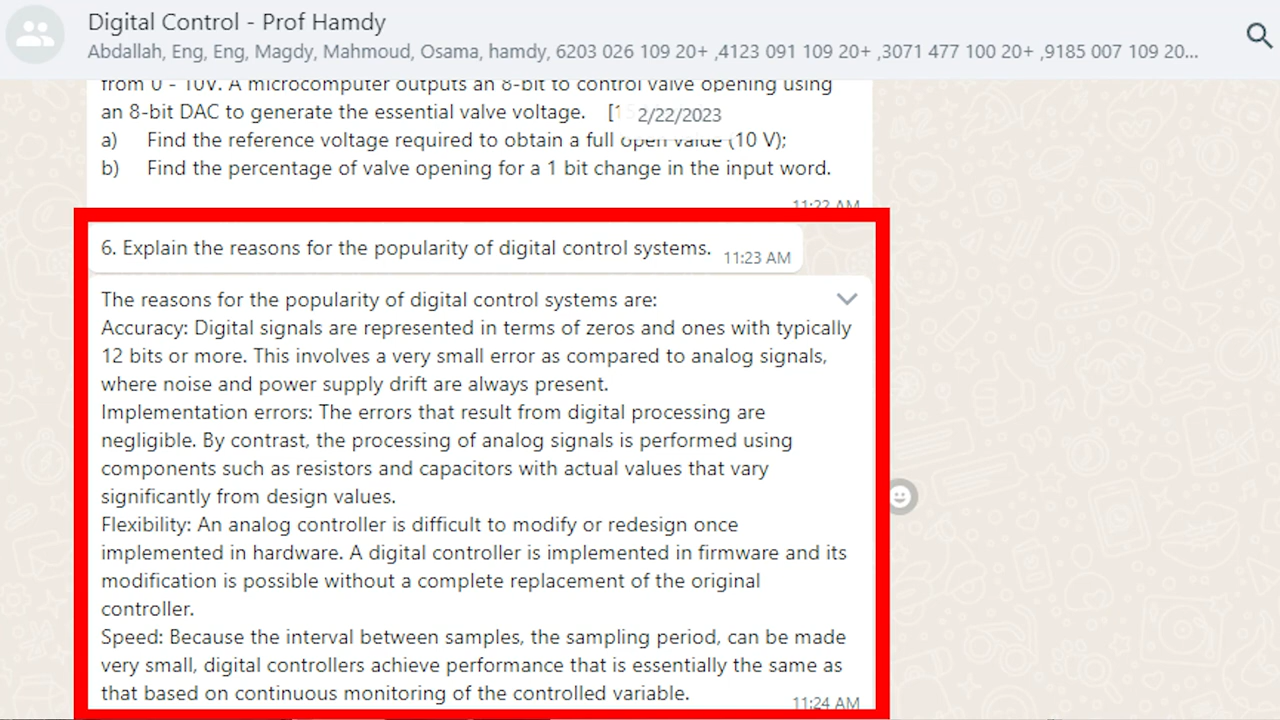 Digital Control - Prof Hamdy
Abdallah, Eng, Eng, Magdy, Mahmoud, Osama, hamdy, 6203 026 109 20+ ,4123 091 109 20+ ,3071 477 100 20+ ,9185 007 109 20...
from 0 - 10V. A microcomputer outputs an 8-bit to control valve opening using
an 8-bit DAC to generate the essential valve voltage. [1
2/22/2023
a) Find the reference voltage required to obtain a full open value (10 V);
b) Find the percentage of valve opening for a 1 bit change in the input word.
11:22 AM
6. Explain the reasons for the popularity of digital control systems.
11:23 AM
The reasons for the popularity of digital control systems are:
Accuracy: Digital signals are represented in terms of zeros and ones with typically
12 bits or more. This involves a very small error as compared to analog signals,
where noise and power supply drift are always present.
Implementation errors: The errors that result from digital processing are
negligible. By contrast, the processing of analog signals is performed using
components such as resistors and capacitors with actual values that vary
significantly from design values.
Flexibility: An analog controller is difficult to modify or redesign once
implemented in hardware. A digital controller is implemented in firmware and its
modification is possible without a complete replacement of the original
controller.
Speed: Because the interval between samples, the sampling period, can be made
very small, digital controllers achieve performance that is essentially the same as
that based on continuous monitoring of the controlled variable.
11:24 AM